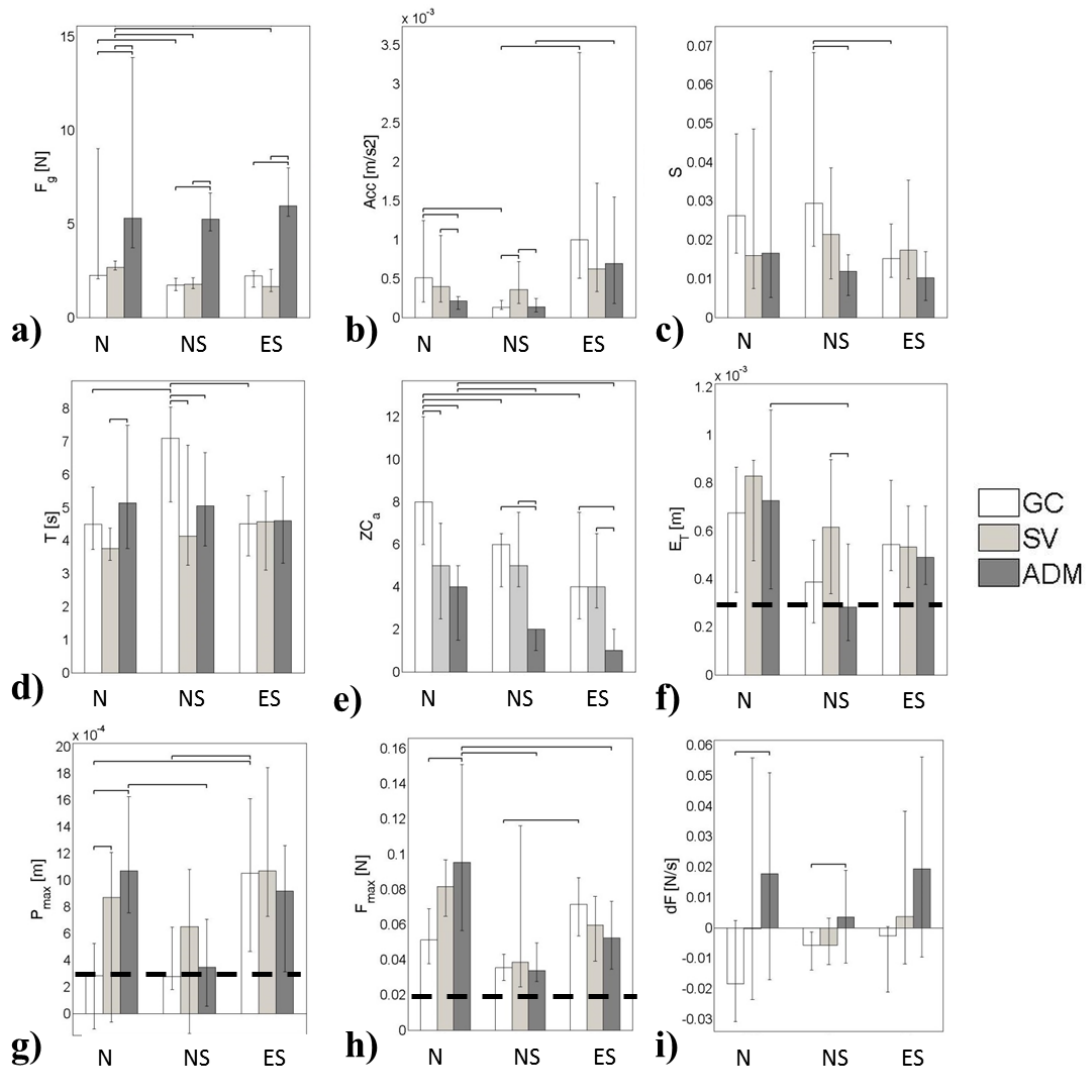 15
10
5
0
F_g [N]
a)
N NS ES
x 10^-3
3.5
3
2.5
2
1.5
1
0.5
0
Acc [m/s2]
b)
N NS ES
0.07
0.06
0.05
0.04
0.03
0.02
0.01
0
S
c)
N NS ES
8
7
6
5
4
3
2
1
0
T [s]
d)
N NS ES
12
10
8
6
4
2
0
ZC_a
e)
N NS ES
x 10^-3
1.2
1
0.8
0.6
0.4
0.2
0
E_T [m]
f)
N NS ES
GC
SV
ADM
x 10^-4
20
18
16
14
12
10
8
6
4
2
0
P_max [m]
g)
N NS ES
0.16
0.14
0.12
0.1
0.08
0.06
0.04
0.02
0
F_max [N]
h)
N NS ES
0.06
0.05
0.04
0.03
0.02
0.01
0
-0.01
-0.02
-0.03
dF [N/s]
i)
N NS ES